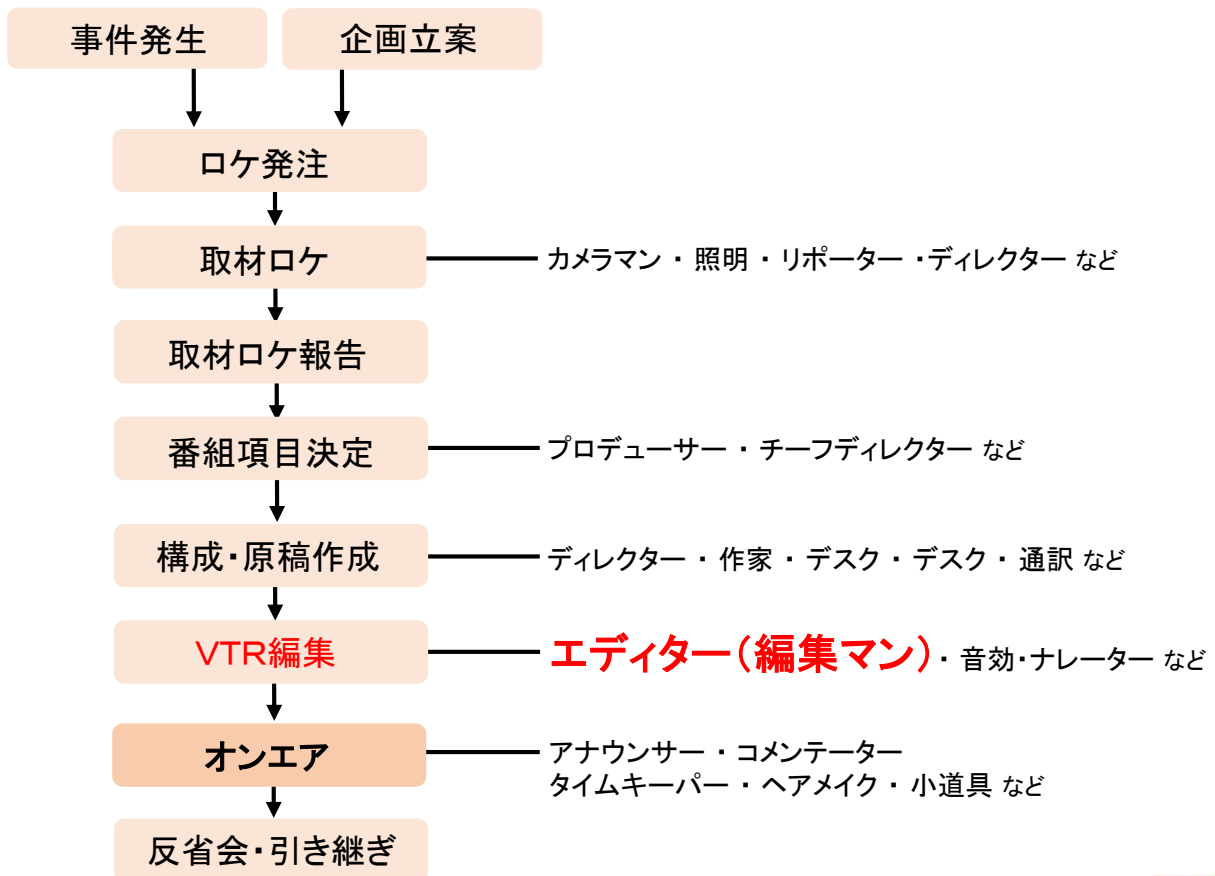 事件発生
企画立案
ロケ発注
取材ロケ
カメラマン ・ 照明 ・ リポーター ・ディレクター など
取材ロケ報告
番組項目決定
プロデューサー ・ チーフディレクター など
構成・原稿作成
ディレクター ・ 作家 ・ デスク ・ デスク ・ 通訳 など
VTR編集
エディター(編集マン)・ 音効・ナレーター など
オンエア
アナウンサー ・ コメンテーター
タイムキーパー ・ ヘアメイク ・ 小道具 など
反省会・引き継ぎ